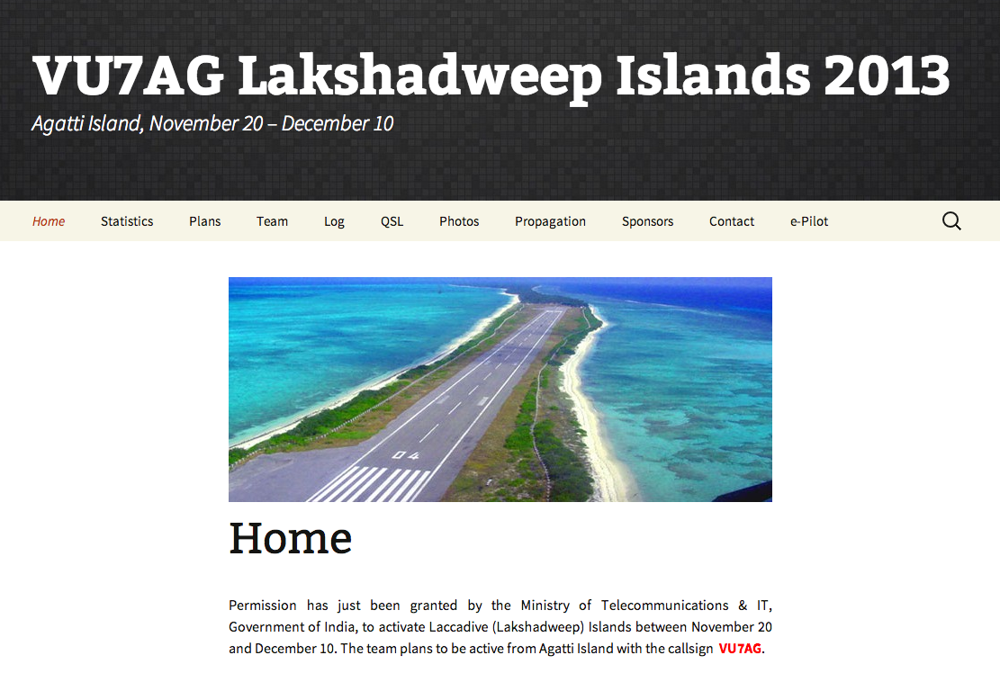 VU7AG Lakshadweep Islands 2013
Agatti Island, November 20 – December 10
Home Statistics Plans Team Log QSL Photos Propagation Sponsors Contact e-Pilot
04
Home
Permission has just been granted by the Ministry of Telecommunications & IT,
Government of India, to activate Laccadive (Lakshadweep) Islands between November 20
and December 10. The team plans to be active from Agatti Island with the callsign VU7AG.